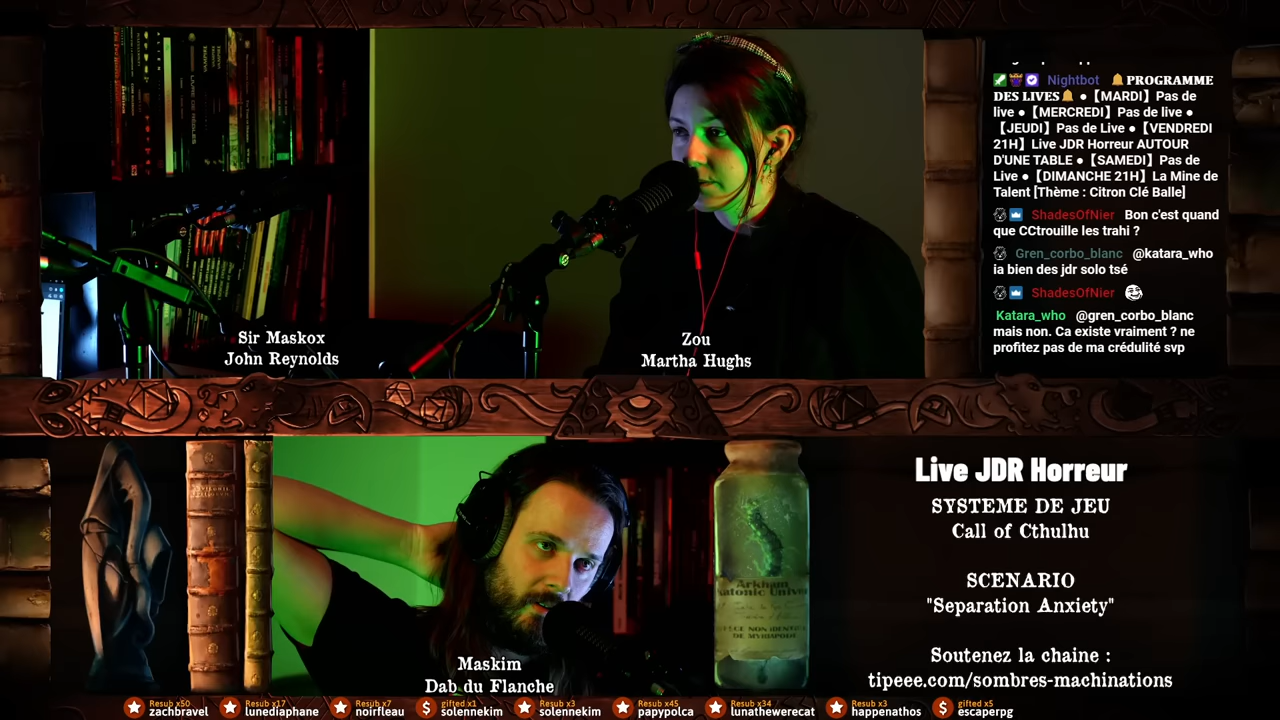 Nightbot 🔔 PROGRAMME
DES LIVES🔔 ● 【MARDI】Pas de
live ●【MERCREDI】Pas de live ●
【JEUDI】Pas de Live ●【VENDREDI
21H】Live JDR Horreur AUTOUR
D'UNE TABLE ●【SAMEDI】Pas de
Live ●【DIMANCHE 21H】La Mine de
Talent [Thème : Citron Clé Balle]
ShadesOfNier Bon c'est quand
que CCtrouille les trahi ?
Gren_corbo_blanc @katara_who
ia bien des jdr solo tsé
ShadesOfNier
Katara_who @gren_corbo_blanc
mais non. Ca existe vraiment ? ne
profitez pas de ma crédulité svp
Sir Maskox
John Reynolds
Zou
Martha Hughs
Maskim
Dab du Flanche
Arkham
Live JDR Horreur
SYSTEME DE JEU
Call of Cthulhu
SCENARIO
"Separation Anxiety"
Soutenez la chaine :
tipeee.com/sombres-machinations
Resub x50
zachbravel
Resub x17
lunediaphane
Resub x7
noirfleau
gifted x1
solennekim
Resub x3
solennekim
Resub x45
papypolca
Resub x34
lunathewerecat
Resub x3
happenathos
gifted x5
escaperpg